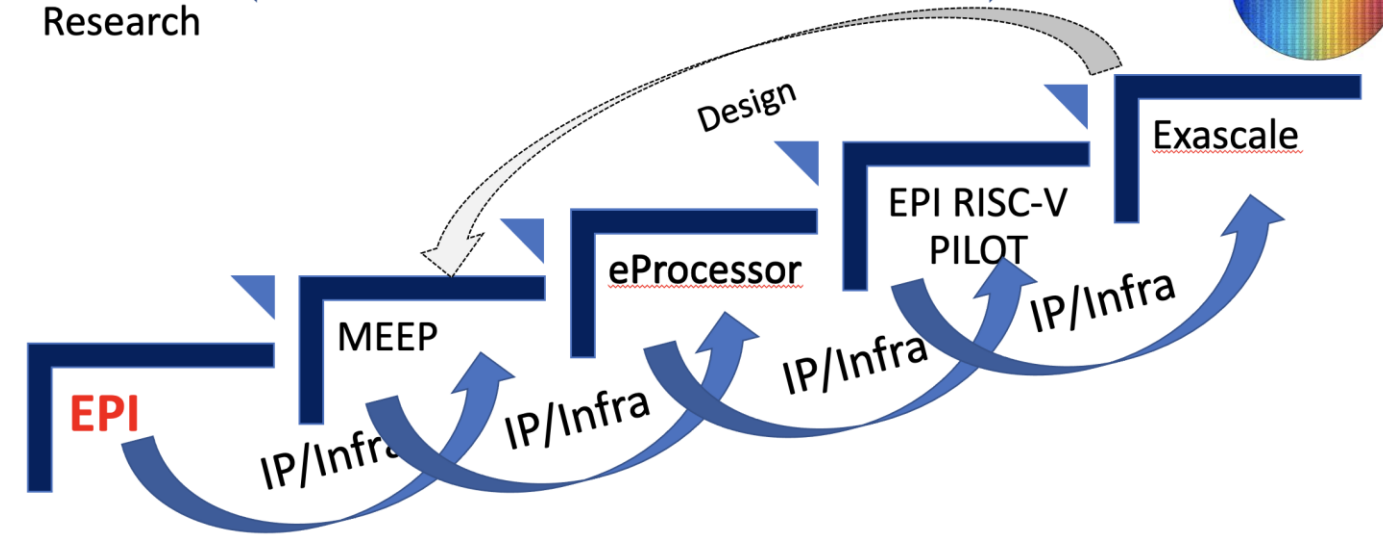 Research
Design
Exascale
EPI RISC-V
PILOT
eProcessor
MEEP
EPI
IP/Infra
IP/Infra
IP/Infra
IP/Infra